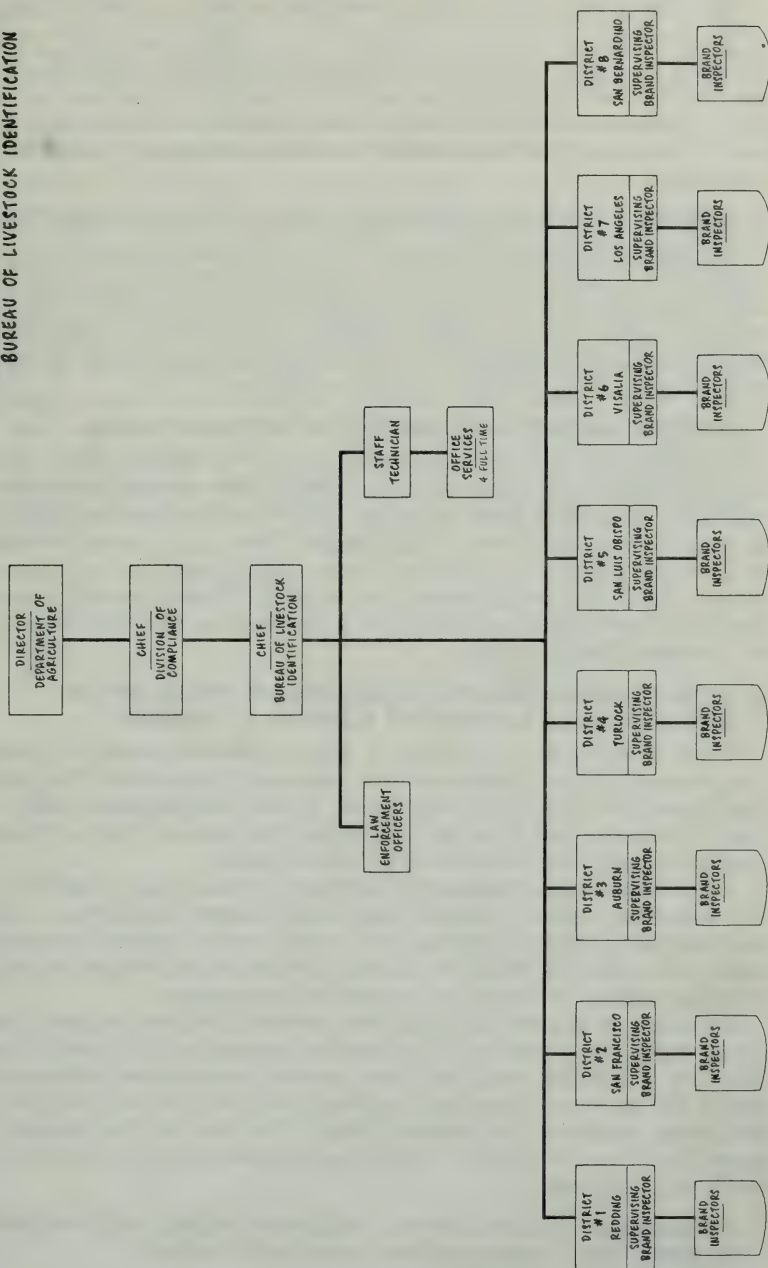 BUREAU OF LIVESTOCK IDENTIFICATION
DIRECTOR
DEPARTMENT OF
AGRICULTURE
CHIEF
DIVISION OF
COMPLIANCE
CHIEF
BUREAU OF LIVESTOCK
IDENTIFICATION
LAW
ENFORCEMENT
OFFICERS
STAFF
TECHNICIAN
OFFICE
SERVICES
4 FULL TIME
DISTRICT
#1
REDDING
SUPERVISING
BRAND INSPECTOR
BRAND
INSPECTORS
DISTRICT
#2
SAN FRANCISCO
SUPERVISING
BRAND INSPECTOR
BRAND
INSPECTORS
DISTRICT
#3
AUBURN
SUPERVISING
BRAND INSPECTOR
BRAND
INSPECTORS
DISTRICT
#4
TURLOCK
SUPERVISING
BRAND INSPECTOR
BRAND
INSPECTORS
DISTRICT
#5
SAN LUIS OBISPO
SUPERVISING
BRAND INSPECTOR
BRAND
INSPECTORS
DISTRICT
#6
VISALIA
SUPERVISING
BRAND INSPECTOR
BRAND
INSPECTORS
DISTRICT
#7
LOS ANGELES
SUPERVISING
BRAND INSPECTOR
BRAND
INSPECTORS
DISTRICT
#8
SAN BERNARDINO
SUPERVISING
BRAND INSPECTOR
BRAND
INSPECTORS